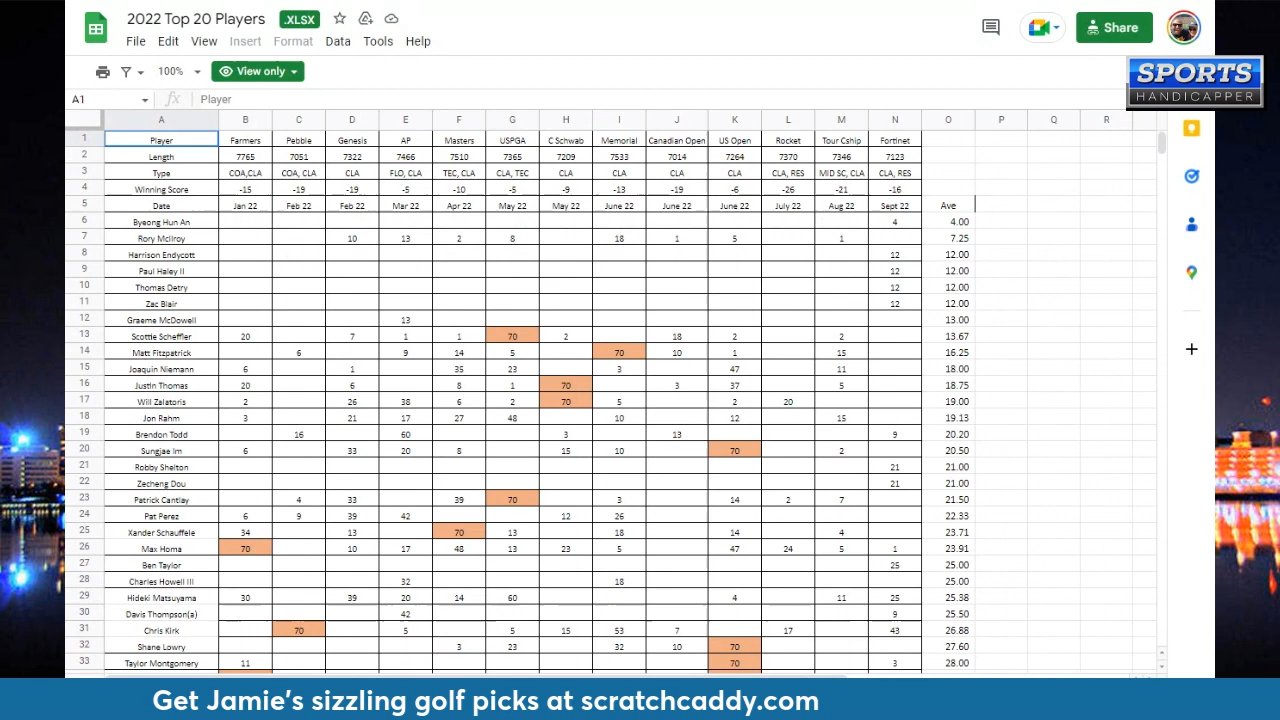 2022 Top 20 Players .XLSX
File Edit View Insert Format Data Tools Help
Share
100% View only
SPORTS
HANDICAPPER
A1 fx Player
A B C D E F G H I J K L M N O P Q R
1 Player Farmers Pebble Genesis AP Masters USPGA C Schwab Memorial Canadian Open US Open Rocket Tour Cship Fortinet
2 Length 7765 7051 7322 7466 7510 7365 7209 7533 7014 7264 7370 7346 7123
3 Type COA,CLA COA, CLA CLA FLO, CLA TEC, CLA CLA, TEC CLA CLA CLA CLA CLA, RES MID SC, CLA CLA, RES
4 Winning Score -15 -19 -19 -5 -10 -5 -9 -13 -19 -6 -26 -21 -16
5 Date Jan 22 Feb 22 Feb 22 Mar 22 Apr 22 May 22 May 22 June 22 June 22 June 22 July 22 Aug 22 Sept 22 Ave
6 Byeong Hun An 4 4.00
7 Rory McIlroy 10 13 2 8 18 1 5 1 7.25
8 Harrison Endycott 12 12.00
9 Paul Haley II 12 12.00
10 Thomas Detry 12 12.00
11 Zac Blair 12 12.00
12 Graeme McDowell 13 13.00
13 Scottie Scheffler 20 7 1 1 70 2 18 2 2 13.67
14 Matt Fitzpatrick 6 9 14 5 70 10 1 15 16.25
15 Joaquin Niemann 6 1 35 23 3 47 11 18.00
16 Justin Thomas 20 6 8 1 70 3 37 5 18.75
17 Will Zalatoris 2 26 38 6 2 70 5 2 20 19.00
18 Jon Rahm 3 21 17 27 48 10 12 15 19.13
19 Brendon Todd 16 60 3 13 9 20.20
20 Sungjae Im 6 33 20 8 15 10 70 2 20.50
21 Robby Shelton 21 21.00
22 Zecheng Dou 21 21.00
23 Patrick Cantlay 4 33 39 70 3 14 2 7 21.50
24 Pat Perez 6 9 39 42 12 26 22.33
25 Xander Schauffele 34 13 70 13 18 14 4 23.71
26 Max Homa 70 10 17 48 13 23 5 47 24 5 1 23.91
27 Ben Taylor 25 25.00
28 Charles Howell III 32 18 25.00
29 Hideki Matsuyama 30 39 20 14 60 4 11 25 25.38
30 Davis Thompson(a) 42 9 25.50
31 Chris Kirk 70 5 5 15 53 7 17 43 26.88
32 Shane Lowry 3 23 32 10 70 27.60
33 Taylor Montgomery 11 70 3 28.00
Get Jamie's sizzling golf picks at scratchcaddy.com